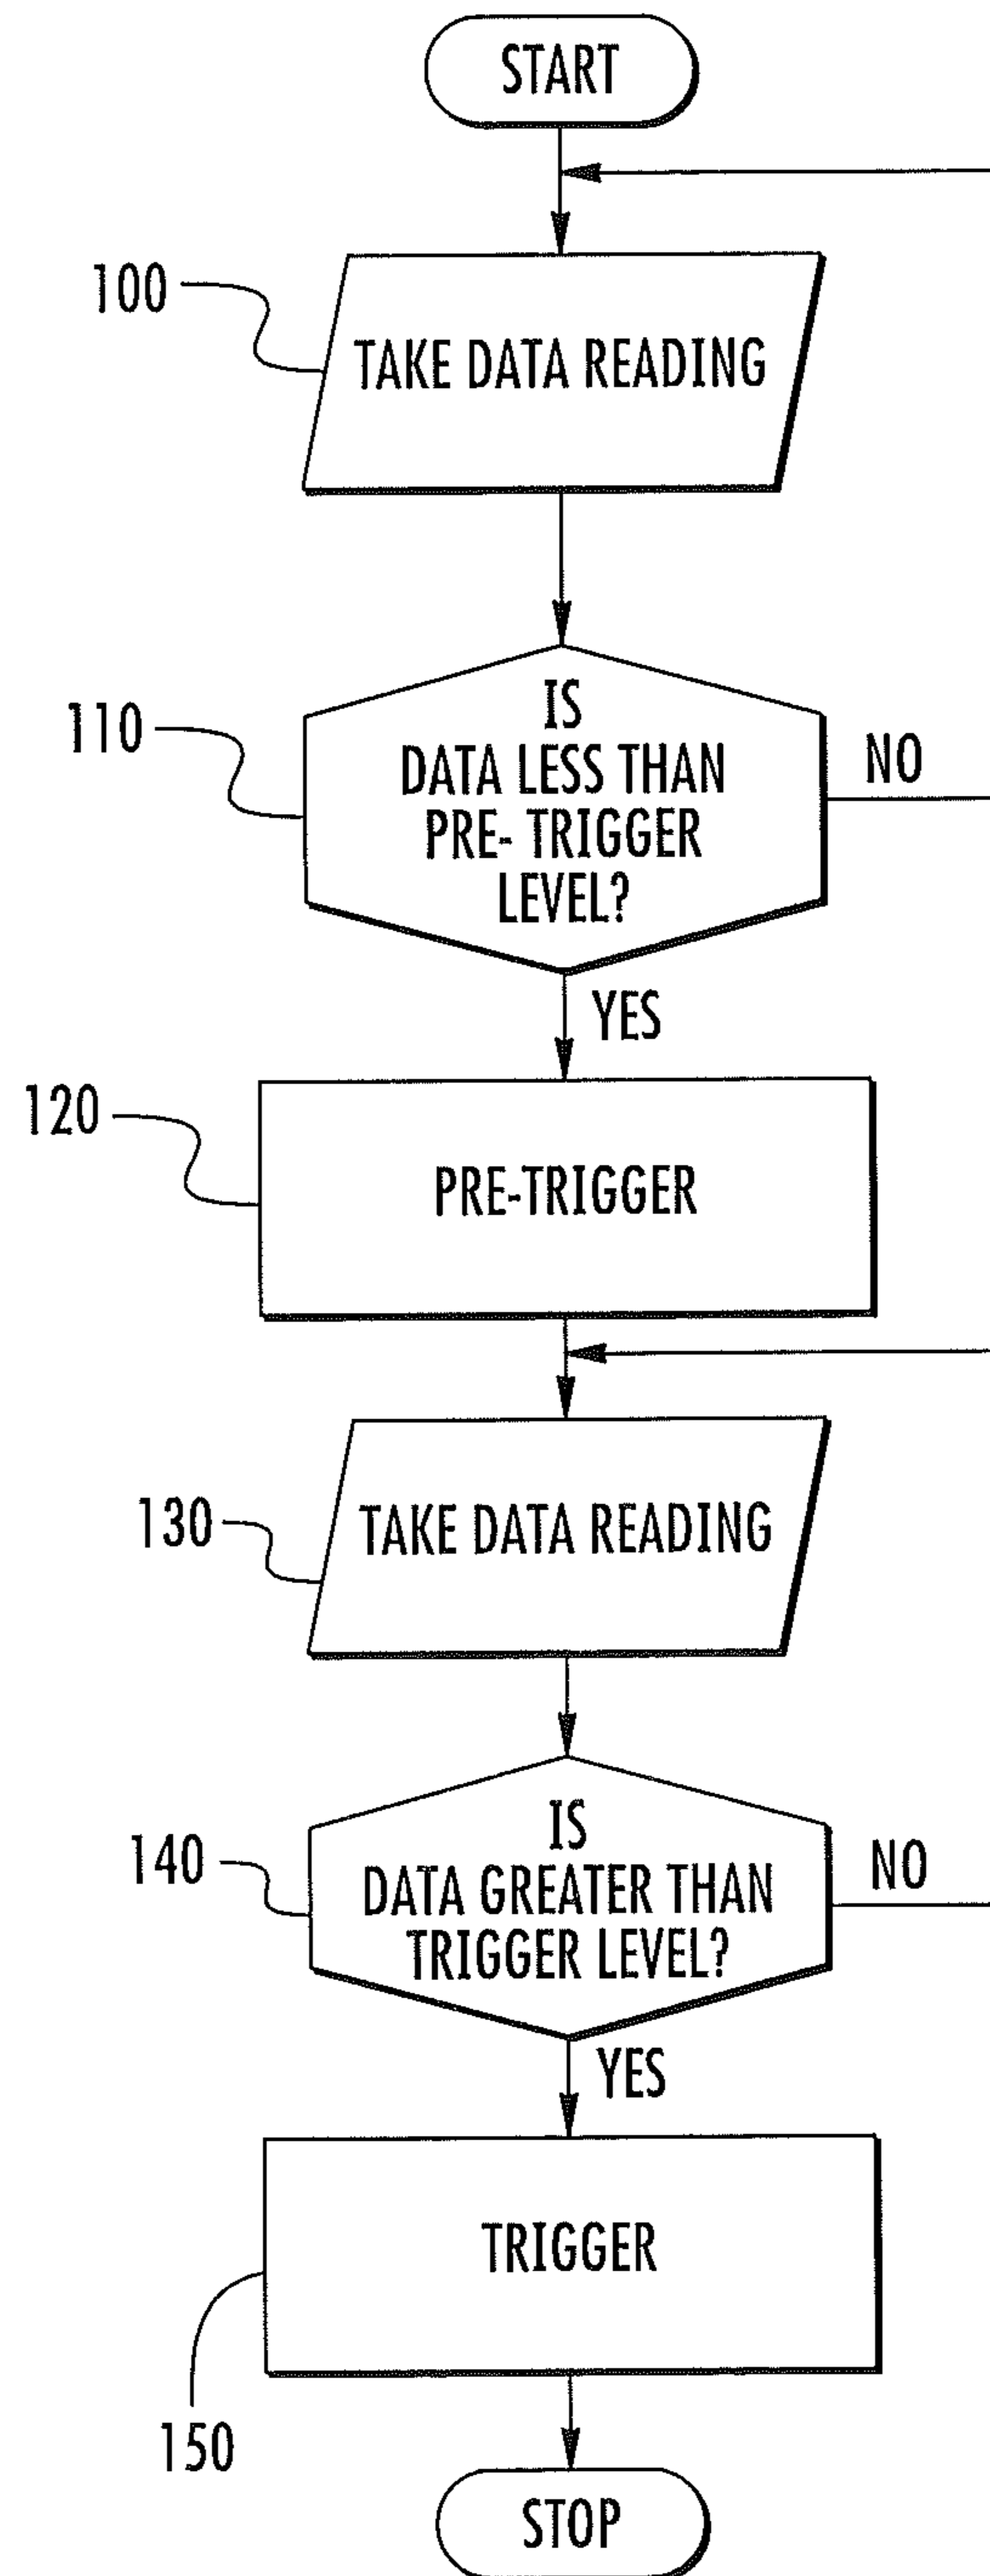 START
100
TAKE DATA READING
110
IS
DATA LESS THAN
PRE- TRIGGER
LEVEL?
NO
YES
120
PRE-TRIGGER
130
TAKE DATA READING
140
IS
DATA GREATER THAN
TRIGGER LEVEL?
NO
YES
TRIGGER
150
STOP